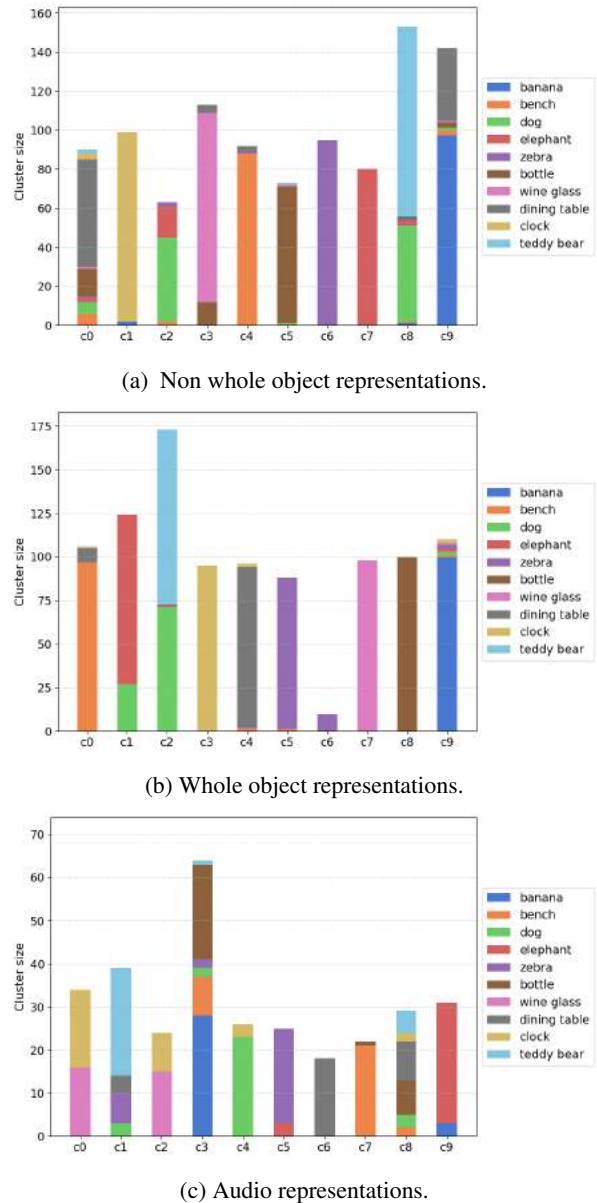 160
140
120
100
80
60
40
20
0
Cluster size
c0 c1 c2 c3 c4 c5 c6 c7 c8 c9
banana
bench
dog
elephant
zebra
bottle
wine glass
dining table
clock
teddy bear
(a) Non whole object representations.
175
150
125
100
75
50
25
0
Cluster size
c0 c1 c2 c3 c4 c5 c6 c7 c8 c9
banana
bench
dog
elephant
zebra
bottle
wine glass
dining table
clock
teddy bear
(b) Whole object representations.
70
60
50
40
30
20
10
0
Cluster size
c0 c1 c2 c3 c4 c5 c6 c7 c8 c9
banana
bench
dog
elephant
zebra
bottle
wine glass
dining table
clock
teddy bear
(c) Audio representations.